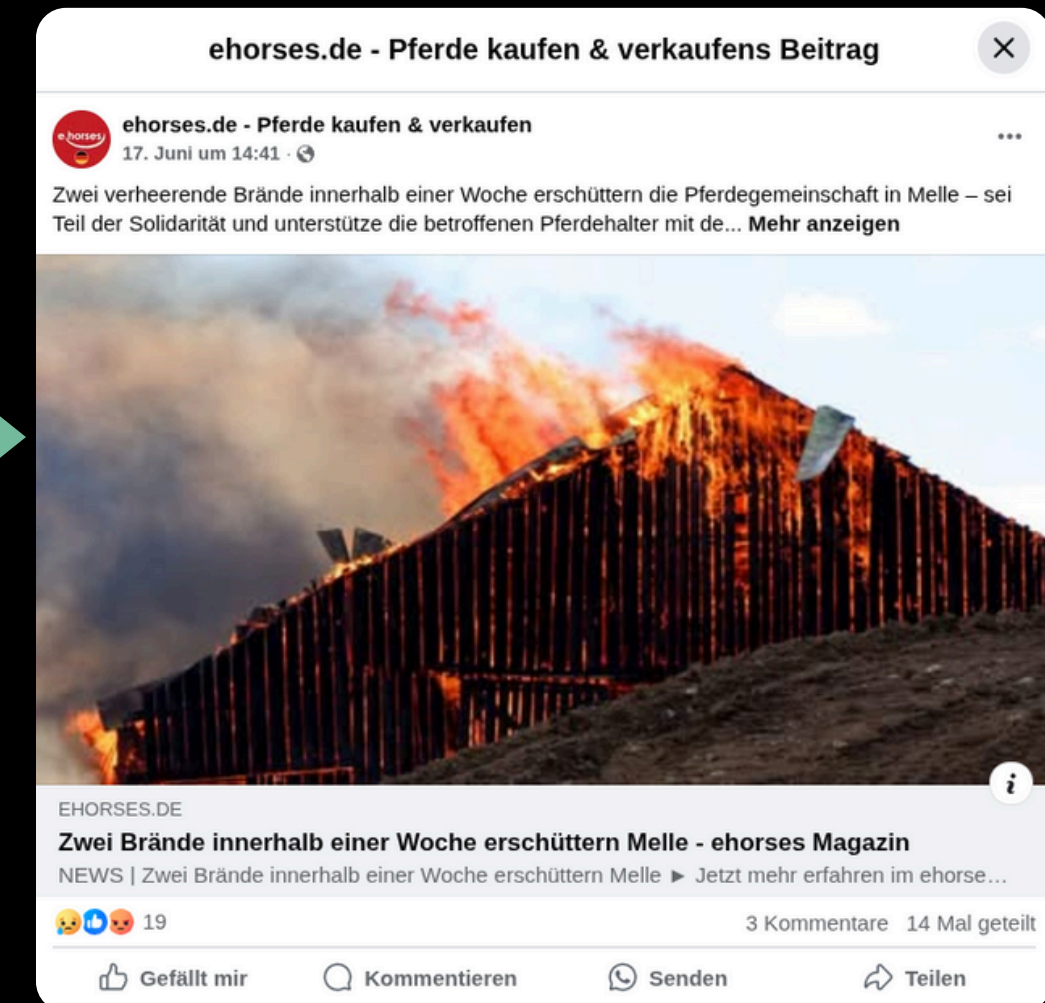 ehorses.de - Pferde kaufen & verkaufens Beitrag
e.horses
ehorses.de - Pferde kaufen & verkaufen
17. Juni um 14:41 ·
Zwei verheerende Brände innerhalb einer Woche erschüttern die Pferdegemeinschaft in Melle – sei
Teil der Solidarität und unterstütze die betroffenen Pferdehalter mit de... Mehr anzeigen
EHORSES.DE
Zwei Brände innerhalb einer Woche erschüttern Melle - ehorses Magazin
NEWS | Zwei Brände innerhalb einer Woche erschüttern Melle ► Jetzt mehr erfahren im ehorse...
19
3 Kommentare 14 Mal geteilt
Gefällt mir Kommentieren Senden Teilen